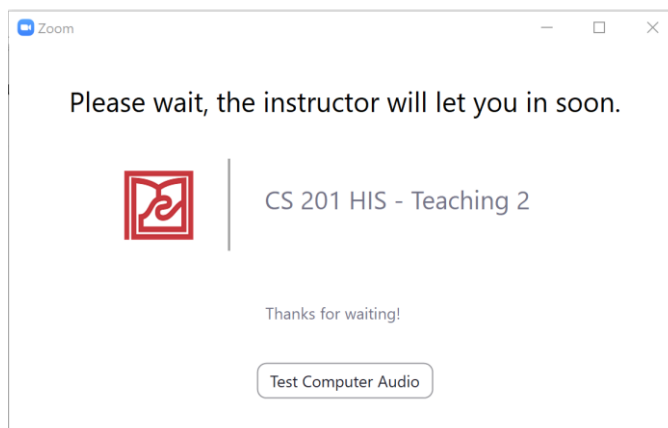 Zoom
Please wait, the instructor will let you in soon.
CS 201 HIS - Teaching 2
Thanks for waiting!
Test Computer Audio